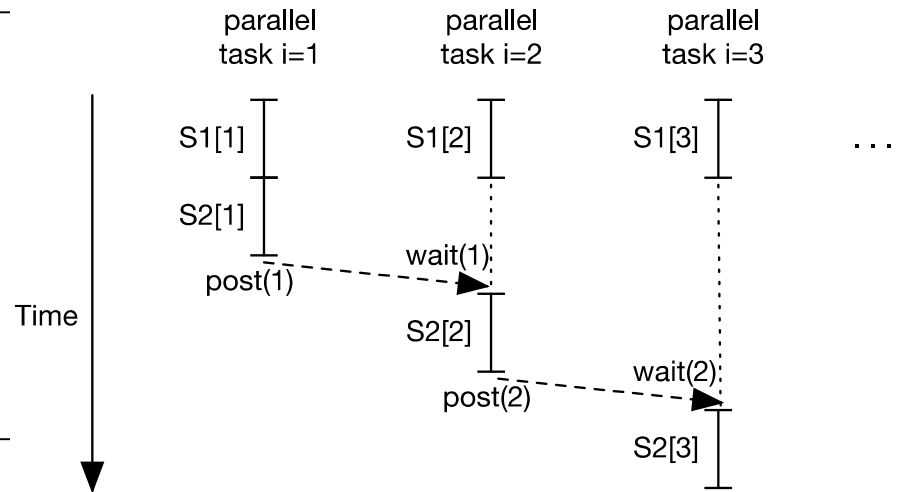 parallel
task i=1
parallel
task i=2
parallel
task i=3
S1[1]
S1[2]
S1[3]
. . .
S2[1]
wait(1)
post(1)
Time
S2[2]
wait(2)
post(2)
S2[3]